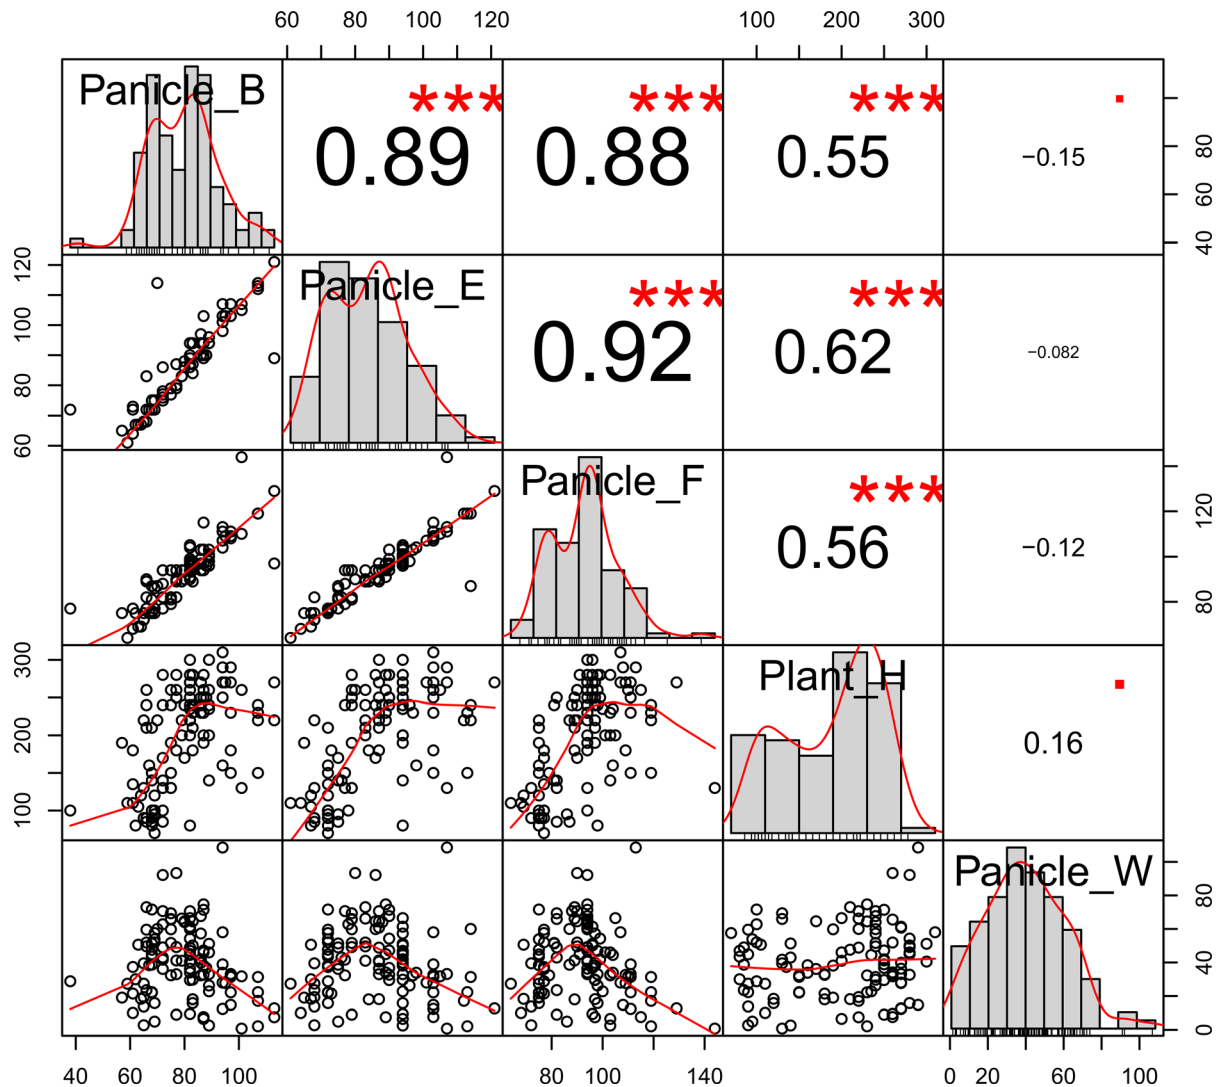 60 80 100 120 100 200 300
Panicle_B *** *** *** ▪
0.89 0.88 0.55 −0.15
40 60 80
Panicle_E *** ***
0.92 0.62 −0.082
60 80 100 120
Panicle_F ***
0.56 −0.12
80 120
Plant_H ▪
0.16
100 200 300
Panicle_W
0 40 80
40 60 80 100 80 100 140 0 20 40 60 100